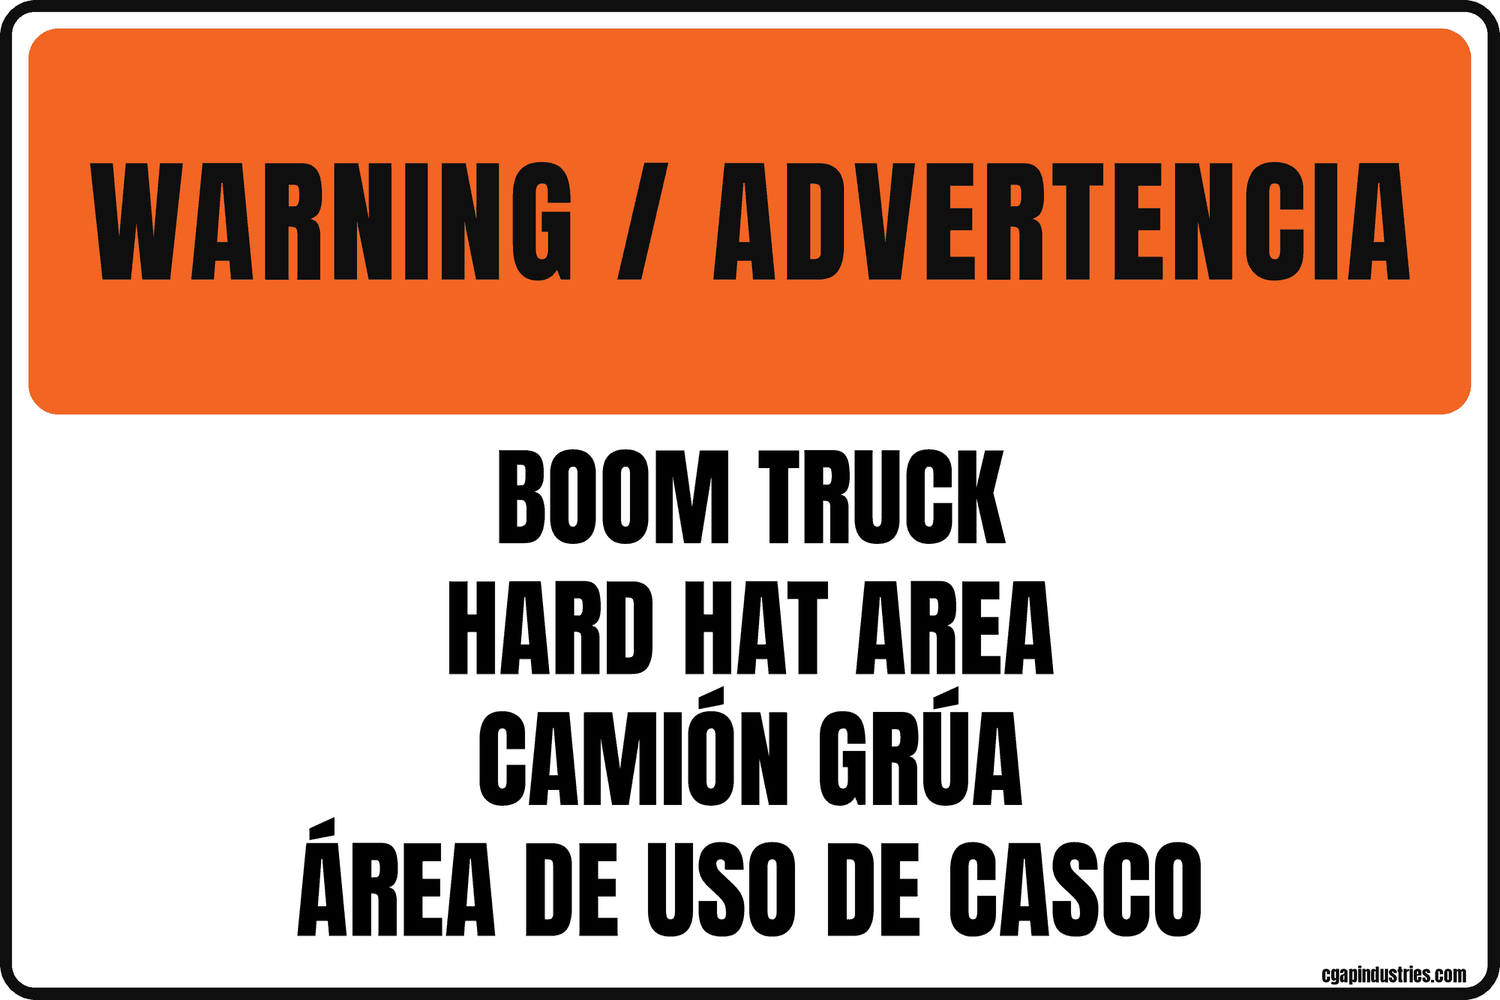 WARNING / ADVERTENCIA
BOOM TRUCK
HARD HAT AREA
CAMIÓN GRÚA
ÁREA DE USO DE CASCO
cgapindustries.com